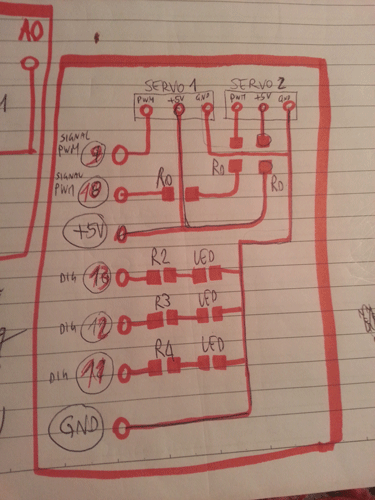 A0
SERVO 1 SERVO 2
PWM +5V GND PWM +5V GND
SIGNAL
PWM 9
SIGNAL
PWM 10 R0 R0 R0
+5V
DIG 13 R2 LED
DIG 12 R3 LED
DIG 11 R4 LED
GND